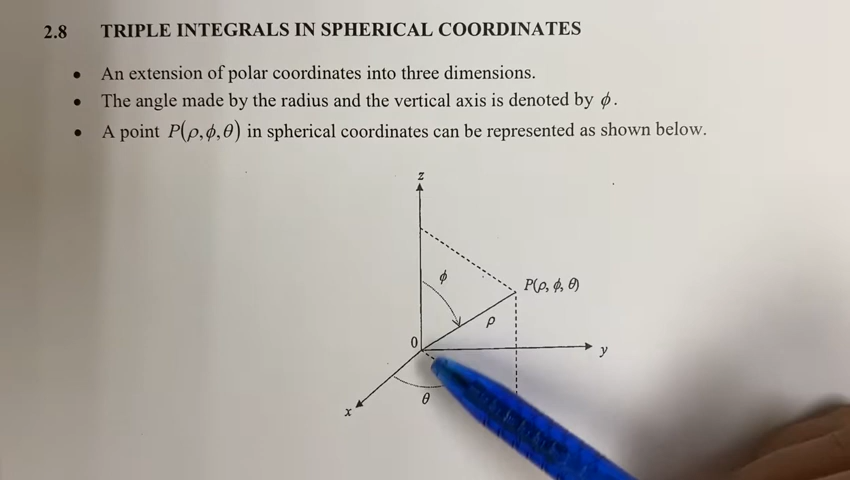 2.8 TRIPLE INTEGRALS IN SPHERICAL COORDINATES
• An extension of polar coordinates into three dimensions.
• The angle made by the radius and the vertical axis is denoted by ϕ.
• A point P(ρ,ϕ,θ) in spherical coordinates can be represented as shown below.
z
ϕ
P(ρ, ϕ, θ)
ρ
0
y
θ
x